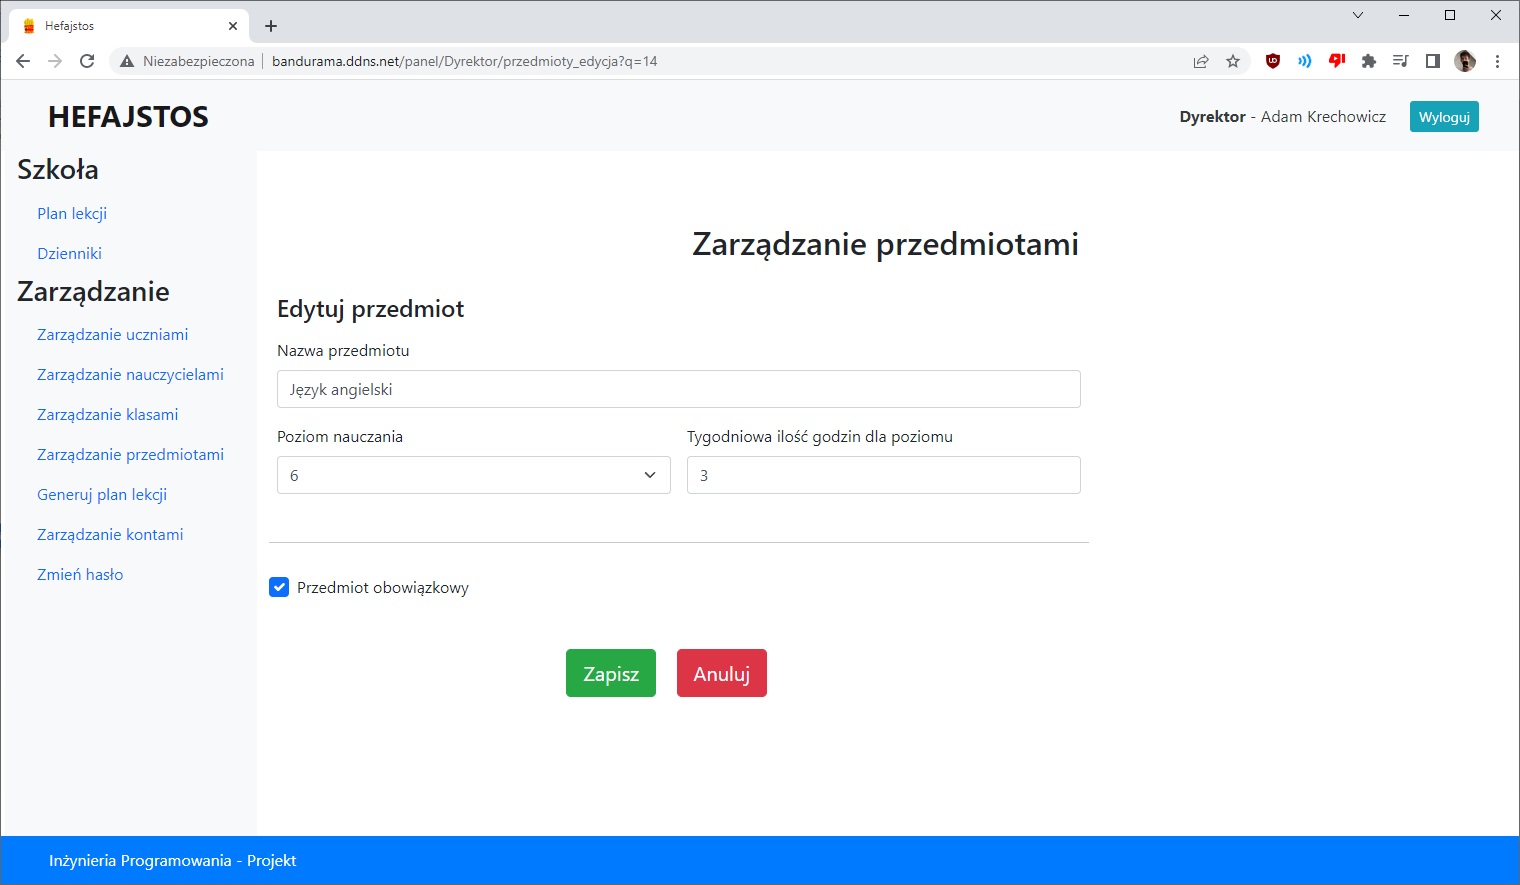 Hefajstos
Niezabezpieczona
bandurama.ddns.net/panel/Dyrektor/przedmioty_edycja?q=14
HEFAJSTOS
Dyrektor - Adam Krechowicz
Wyloguj
Szkoła
Plan lekcji
Dzienniki
Zarządzanie
Zarządzanie uczniami
Zarządzanie nauczycielami
Zarządzanie klasami
Zarządzanie przedmiotami
Generuj plan lekcji
Zarządzanie kontami
Zmień hasło
Zarządzanie przedmiotami
Edytuj przedmiot
Nazwa przedmiotu
Język angielski
Poziom nauczania
Tygodniowa ilość godzin dla poziomu
6
3
Przedmiot obowiązkowy
Zapisz
Anuluj
Inżynieria Programowania - Projekt